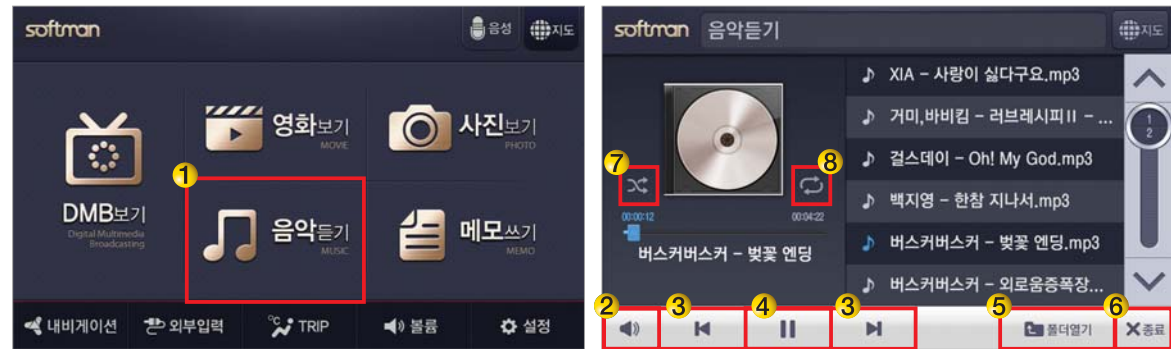 softman
음성
지도
DMB보기
Digital Multimedia
Broadcasting
영화보기
MOVIE
사진보기
PHOTO
1
음악듣기
MUSIC
메모쓰기
MEMO
내비게이션
외부입력
°C TRIP
볼륨
설정
softman
음악듣기
지도
XIA - 사랑이 싫다구요.mp3
거미,바비킴 - 러브레시피II - ...
걸스데이 - Oh! My God.mp3
백지영 - 한참 지나서.mp3
버스커버스커 - 벚꽃 엔딩.mp3
버스커버스커 - 외로움증폭장...
1
2
7
8
00:00:12
00:04:22
버스커버스커 - 벚꽃 엔딩
2
3
4
3
5
폴더열기
6
종료